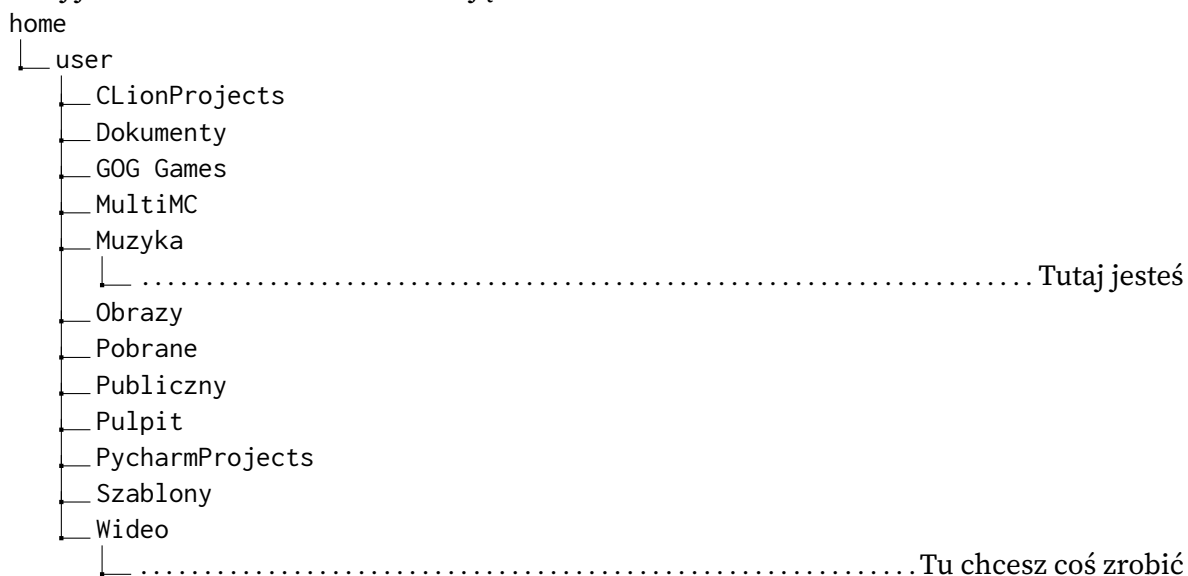 home
user
CLionProjects
Dokumenty
GOG Games
MultiMC
Muzyka
Tutaj jesteś
Obrazy
Pobrane
Publiczny
Pulpit
PycharmProjects
Szablony
Wideo
Tu chcesz coś zrobić